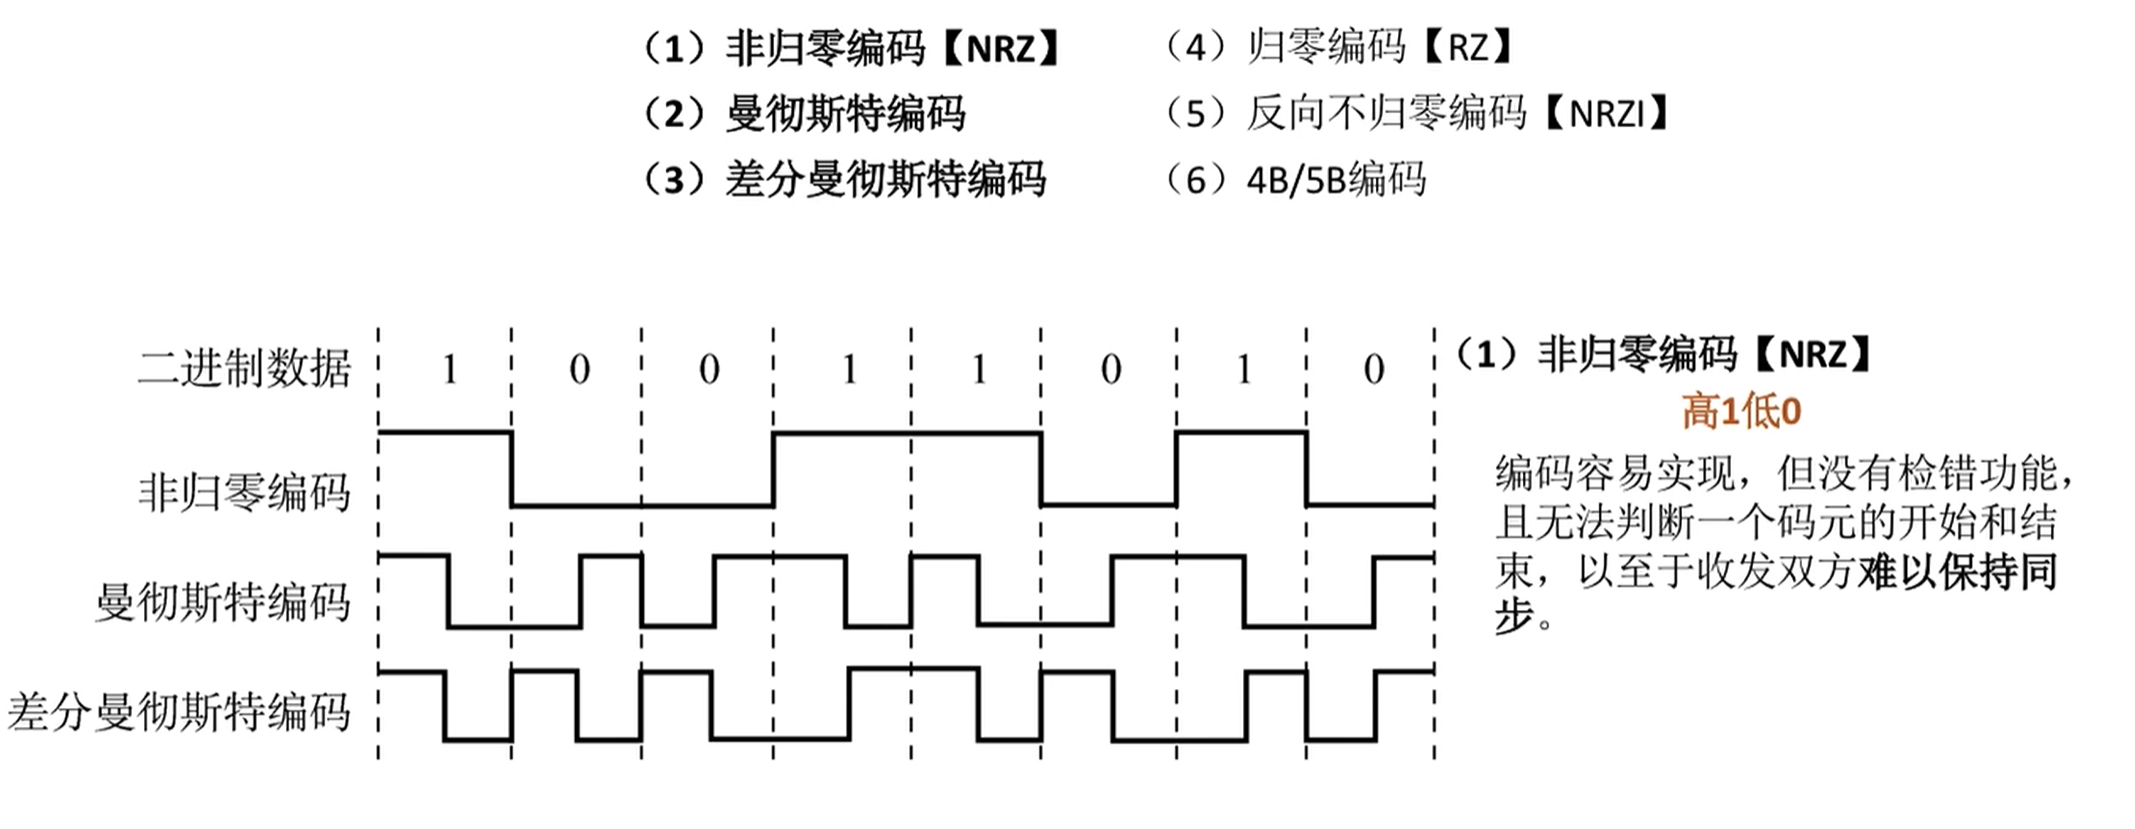 （1）非归零编码【NRZ】
（2）曼彻斯特编码
（3）差分曼彻斯特编码
（4）归零编码【RZ】
（5）反向不归零编码【NRZI】
（6）4B/5B编码
二进制数据 1 0 0 1 1 0 1 0
非归零编码
曼彻斯特编码
差分曼彻斯特编码
（1）非归零编码【NRZ】
高1低0
编码容易实现，但没有检错功能，
且无法判断一个码元的开始和结
束，以至于收发双方难以保持同
步。